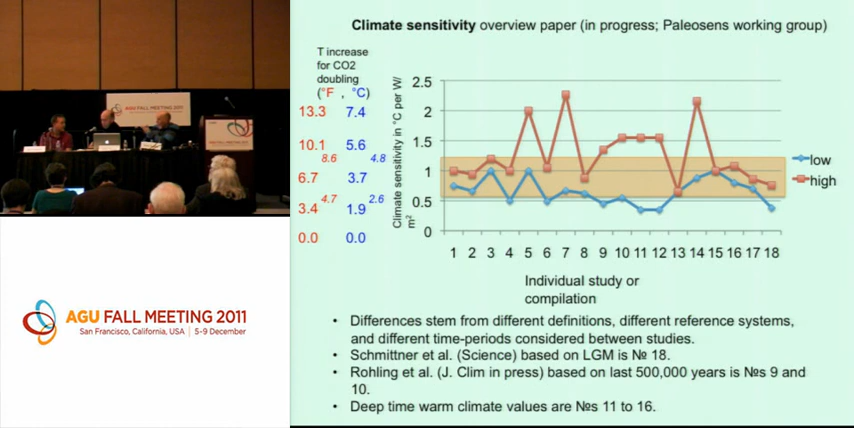 AGU FALL MEETING 2011
AGU FALL MEETING 2011
San Francisco, California, USA | 5-9 December
Climate sensitivity overview paper (in progress; Paleosens working group)
T increase
for CO2
doubling
(°F , °C)
13.3 7.4
10.1 5.6
8.6 4.8
6.7 3.7
4.7 2.6
3.4 1.9
0.0 0.0
Climate sensitivity in °C per W/
m²
2.5
2
1.5
1
0.5
0
low
high
1 2 3 4 5 6 7 8 9 10 11 12 13 14 15 16 17 18
Individual study or
compilation
• Differences stem from different definitions, different reference systems,
and different time-periods considered between studies.
• Schmittner et al. (Science) based on LGM is № 18.
• Rohling et al. (J. Clim in press) based on last 500,000 years is №s 9 and
10.
• Deep time warm climate values are №s 11 to 16.